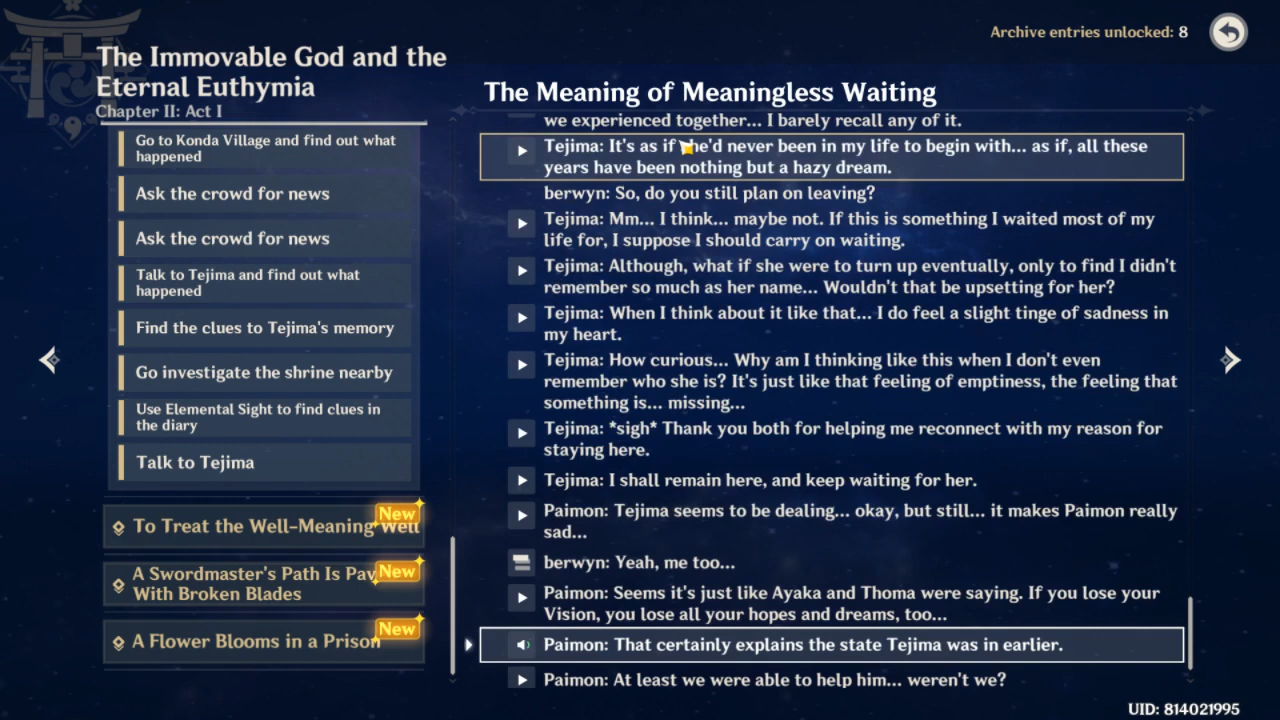 Archive entries unlocked: 8
The Immovable God and the
Eternal Euthymia
Chapter II: Act I
Go to Konda Village and find out what
happened
Ask the crowd for news
Ask the crowd for news
Talk to Tejima and find out what
happened
Find the clues to Tejima's memory
Go investigate the shrine nearby
Use Elemental Sight to find clues in
the diary
Talk to Tejima
New
To Treat the Well-Meaning Well
New
A Swordmaster's Path Is Pav
With Broken Blades
New
A Flower Blooms in a Prison
The Meaning of Meaningless Waiting
we experienced together... I barely recall any of it.
Tejima: It's as if she'd never been in my life to begin with... as if, all these
years have been nothing but a hazy dream.
berwyn: So, do you still plan on leaving?
Tejima: Mm... I think... maybe not. If this is something I waited most of my
life for, I suppose I should carry on waiting.
Tejima: Although, what if she were to turn up eventually, only to find I didn't
remember so much as her name... Wouldn't that be upsetting for her?
Tejima: When I think about it like that... I do feel a slight tinge of sadness in
my heart.
Tejima: How curious... Why am I thinking like this when I don't even
remember who she is? It's just like that feeling of emptiness, the feeling that
something is... missing...
Tejima: *sigh* Thank you both for helping me reconnect with my reason for
staying here.
Tejima: I shall remain here, and keep waiting for her.
Paimon: Tejima seems to be dealing... okay, but still... it makes Paimon really
sad...
berwyn: Yeah, me too...
Paimon: Seems it's just like Ayaka and Thoma were saying. If you lose your
Vision, you lose all your hopes and dreams, too...
Paimon: That certainly explains the state Tejima was in earlier.
Paimon: At least we were able to help him... weren't we?
UID: 814021995